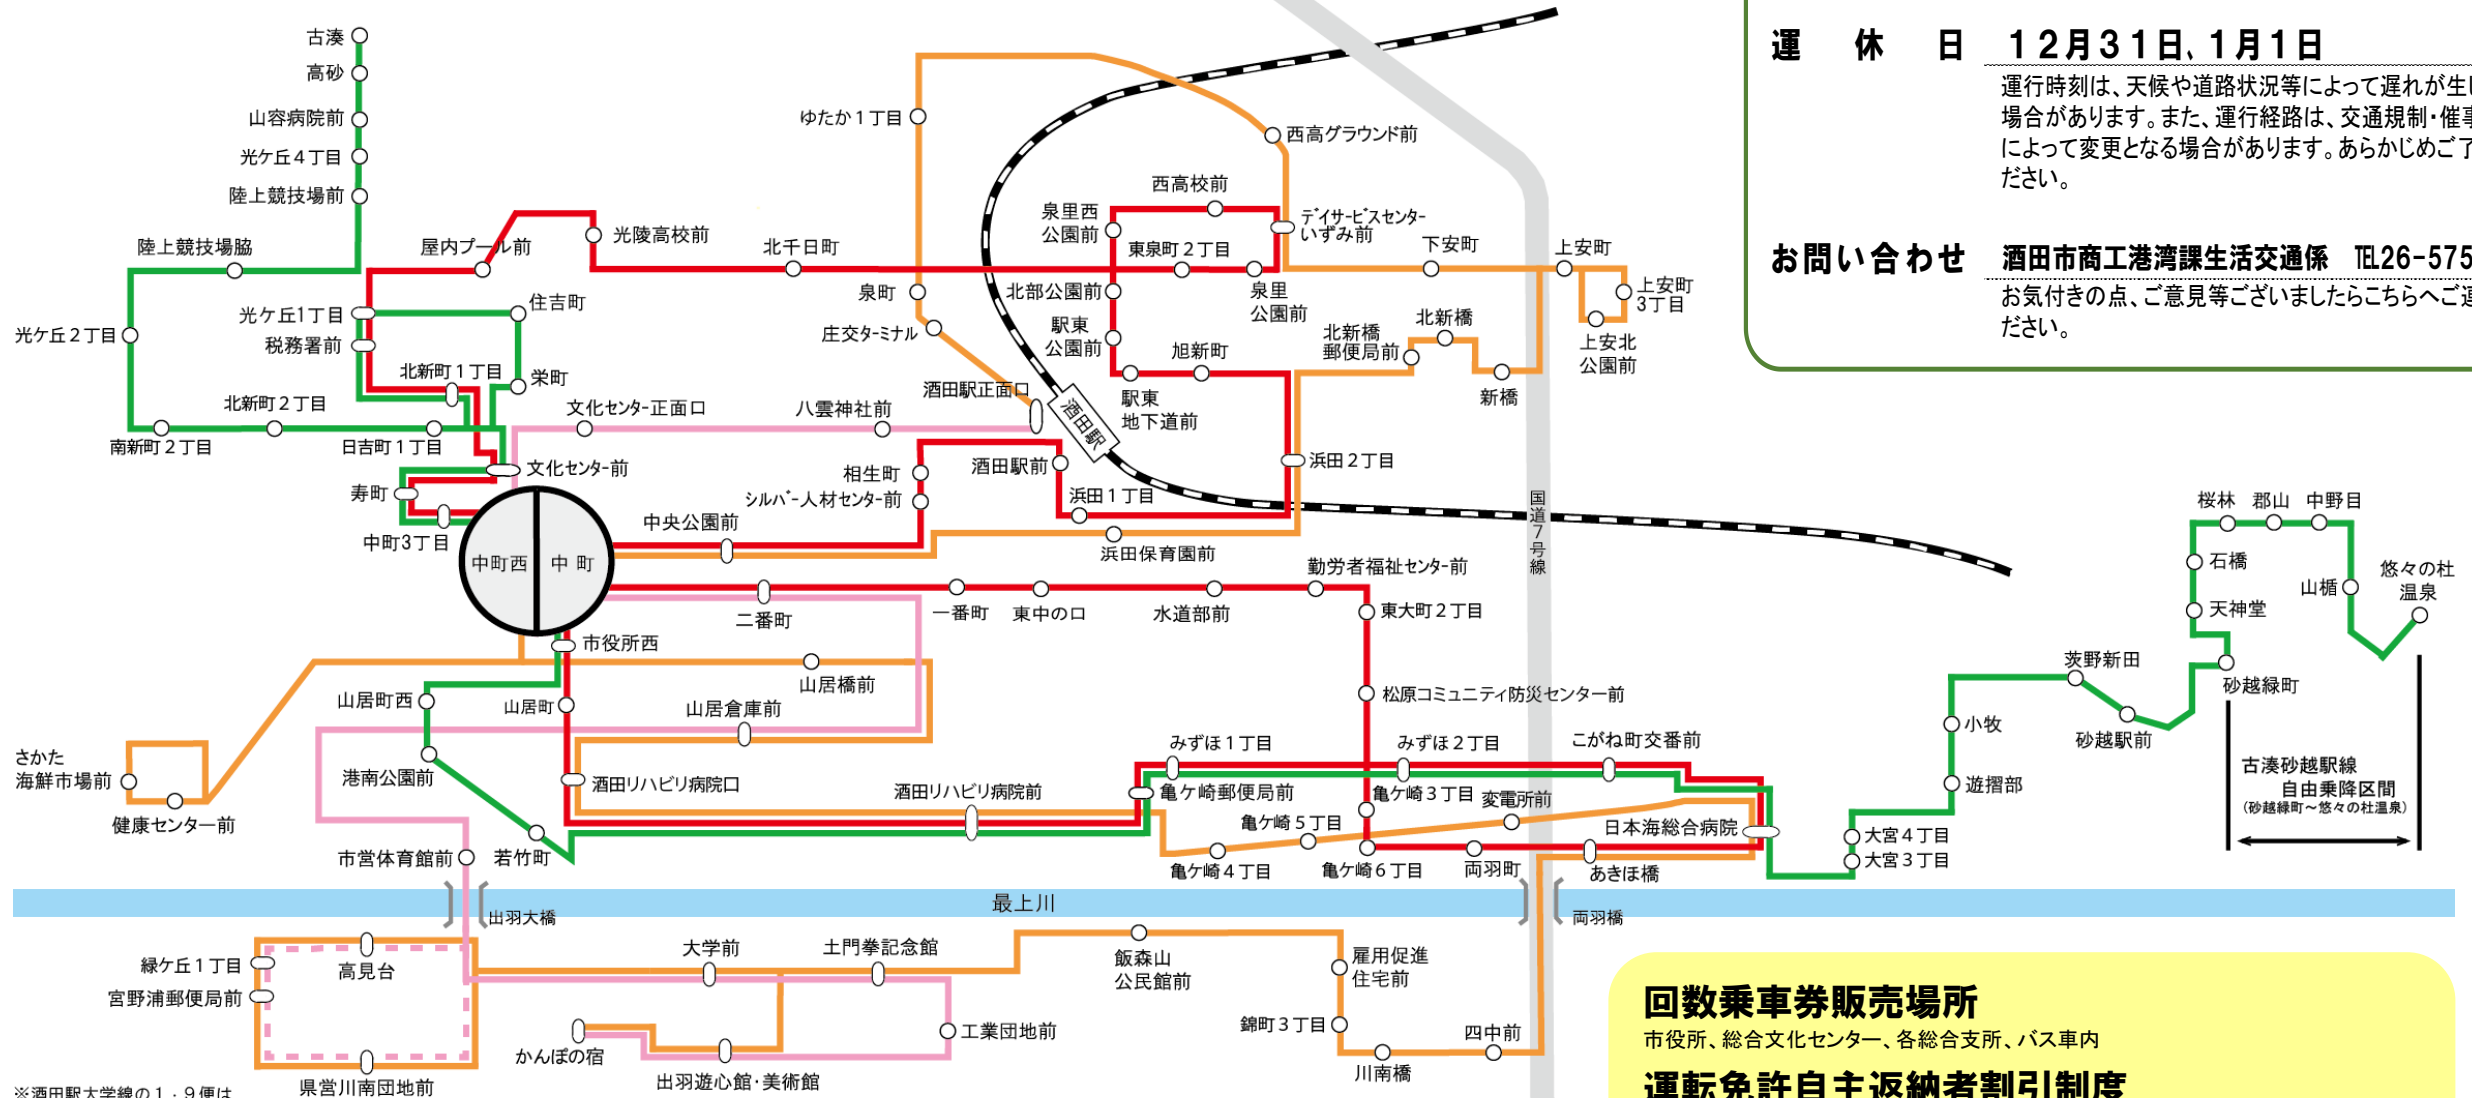 古湊
高砂
山容病院前
光ケ丘４丁目
陸上競技場前
陸上競技場脇
光ケ丘２丁目
南新町２丁目
北新町２丁目
日吉町１丁目
屋内プール前
光ケ丘1丁目
税務署前
北新町１丁目
住吉町
栄町
文化センター前
寿町
中町3丁目
中町西
中 町
光陵高校前
北千日町
文化センター正面口
八雲神社前
酒田駅正面口
酒田駅
ゆたか１丁目
泉町
庄交ターミナル
相生町
シルバー人材センター前
酒田駅前
浜田１丁目
中央公園前
浜田保育園前
西高グラウンド前
西高校前
泉里西
公園前
東泉町２丁目
デイサービスセンター
いずみ前
泉里
公園前
北部公園前
駅東
公園前
駅東
地下道前
旭新町
浜田２丁目
下安町
上安町
上安町
3丁目
上安北
公園前
北新橋
郵便局前
北新橋
新橋
国道７号線
二番町
一番町
東中の口
水道部前
勤労者福祉センター前
東大町２丁目
松原コミュニティ防災センター前
市役所西
山居橋前
山居町西
山居町
山居倉庫前
港南公園前
さかた
海鮮市場前
健康センター前
酒田リハビリ病院口
酒田リハビリ病院前
若竹町
市営体育館前
みずほ１丁目
みずほ２丁目
こがね町交番前
亀ケ崎郵便局前
亀ケ崎３丁目
変電所前
亀ケ崎５丁目
亀ケ崎４丁目
亀ケ崎６丁目
両羽町
あきほ橋
日本海総合病院
大宮４丁目
大宮３丁目
遊摺部
小牧
茨野新田
砂越駅前
砂越緑町
天神堂
石橋
桜林
郡山
中野目
山楯
悠々の杜
温泉
古湊砂越駅線
自由乗降区間
（砂越緑町～悠々の杜温泉）
最上川
出羽大橋
両羽橋
緑ケ丘１丁目
宮野浦郵便局前
高見台
県営川南団地前
大学前
土門拳記念館
かんぽの宿
出羽遊心館・美術館
工業団地前
飯森山
公民館前
雇用促進
住宅前
錦町３丁目
川南橋
四中前
※酒田駅大学線の１・９便は
運　休　日　１２月３１日、１月１日
運行時刻は、天候や道路状況等によって遅れが生じ
場合があります。また、運行経路は、交通規制・催事
によって変更となる場合があります。あらかじめご了
ださい。
お問い合わせ　酒田市商工港湾課生活交通係　℡26-575
お気付きの点、ご意見等ございましたらこちらへご連
ださい。
回数乗車券販売場所
市役所、総合文化センター、各総合支所、バス車内
運転免許自主返納者割引制度